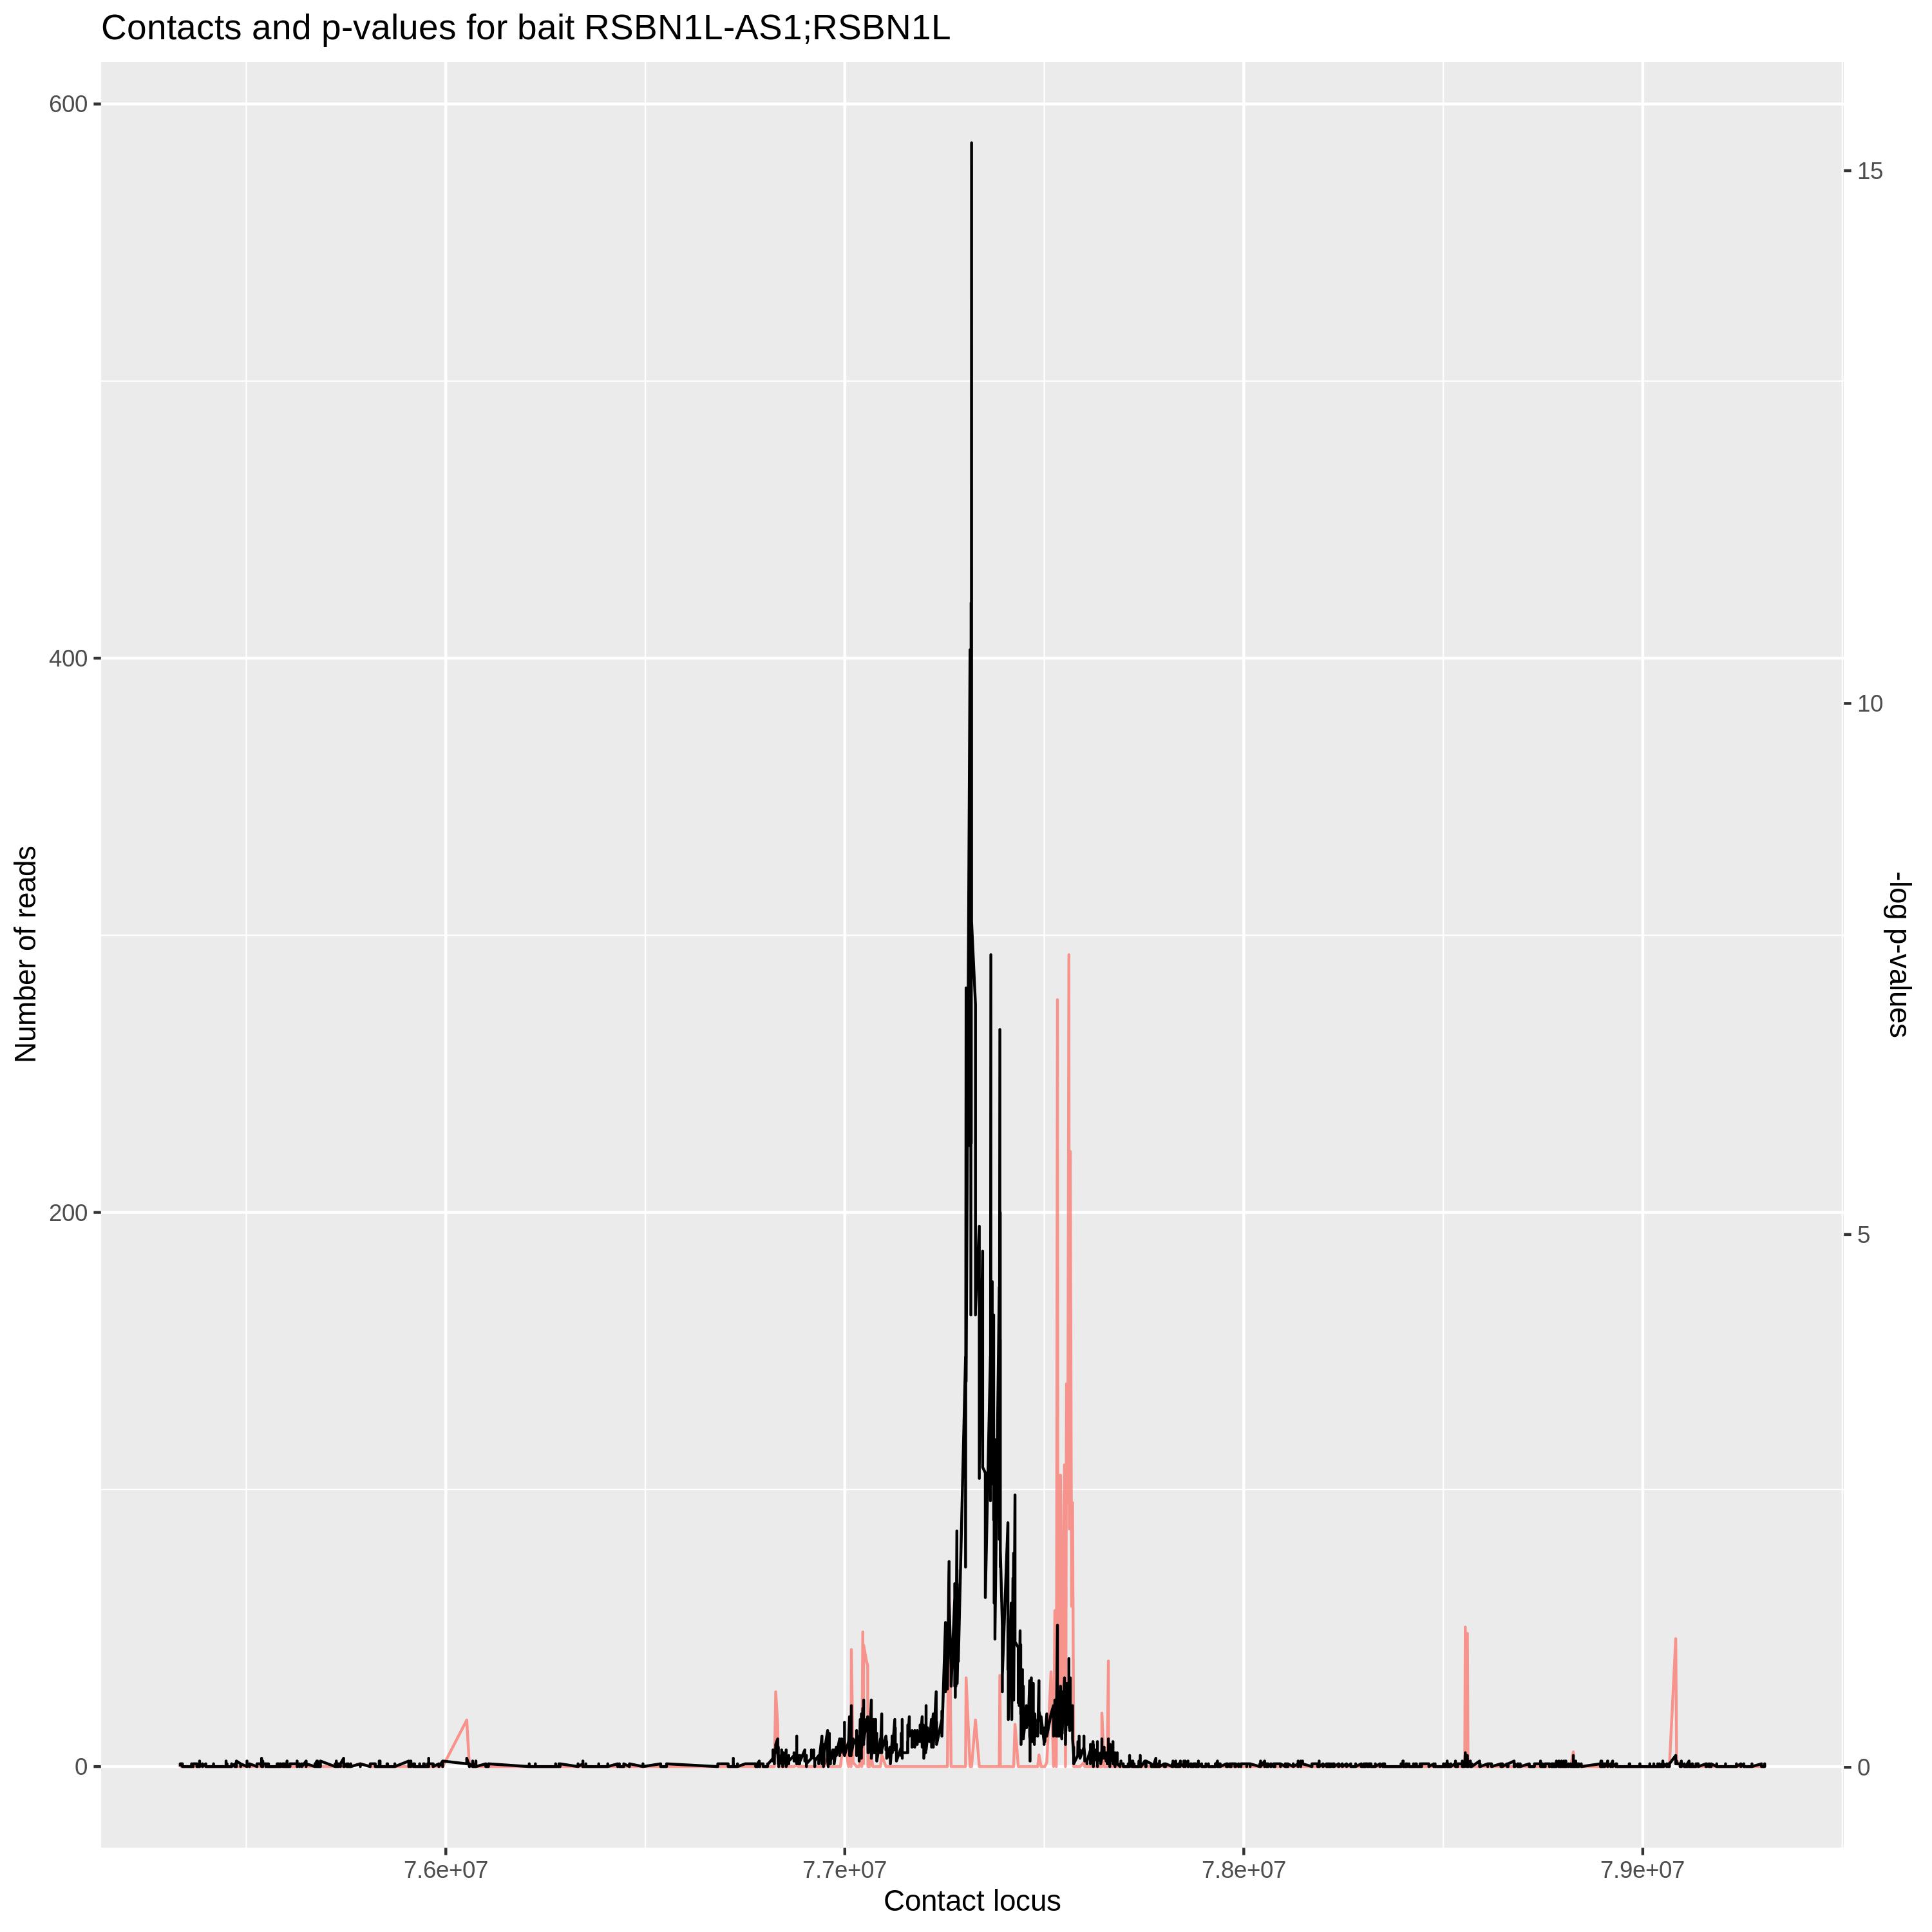 Contacts and p-values for bait RSBN1L-AS1;RSBN1L
600
400
200
0
Number of reads
15
10
5
0
-log p-values
7.6e+07
7.7e+07
7.8e+07
7.9e+07
Contact locus